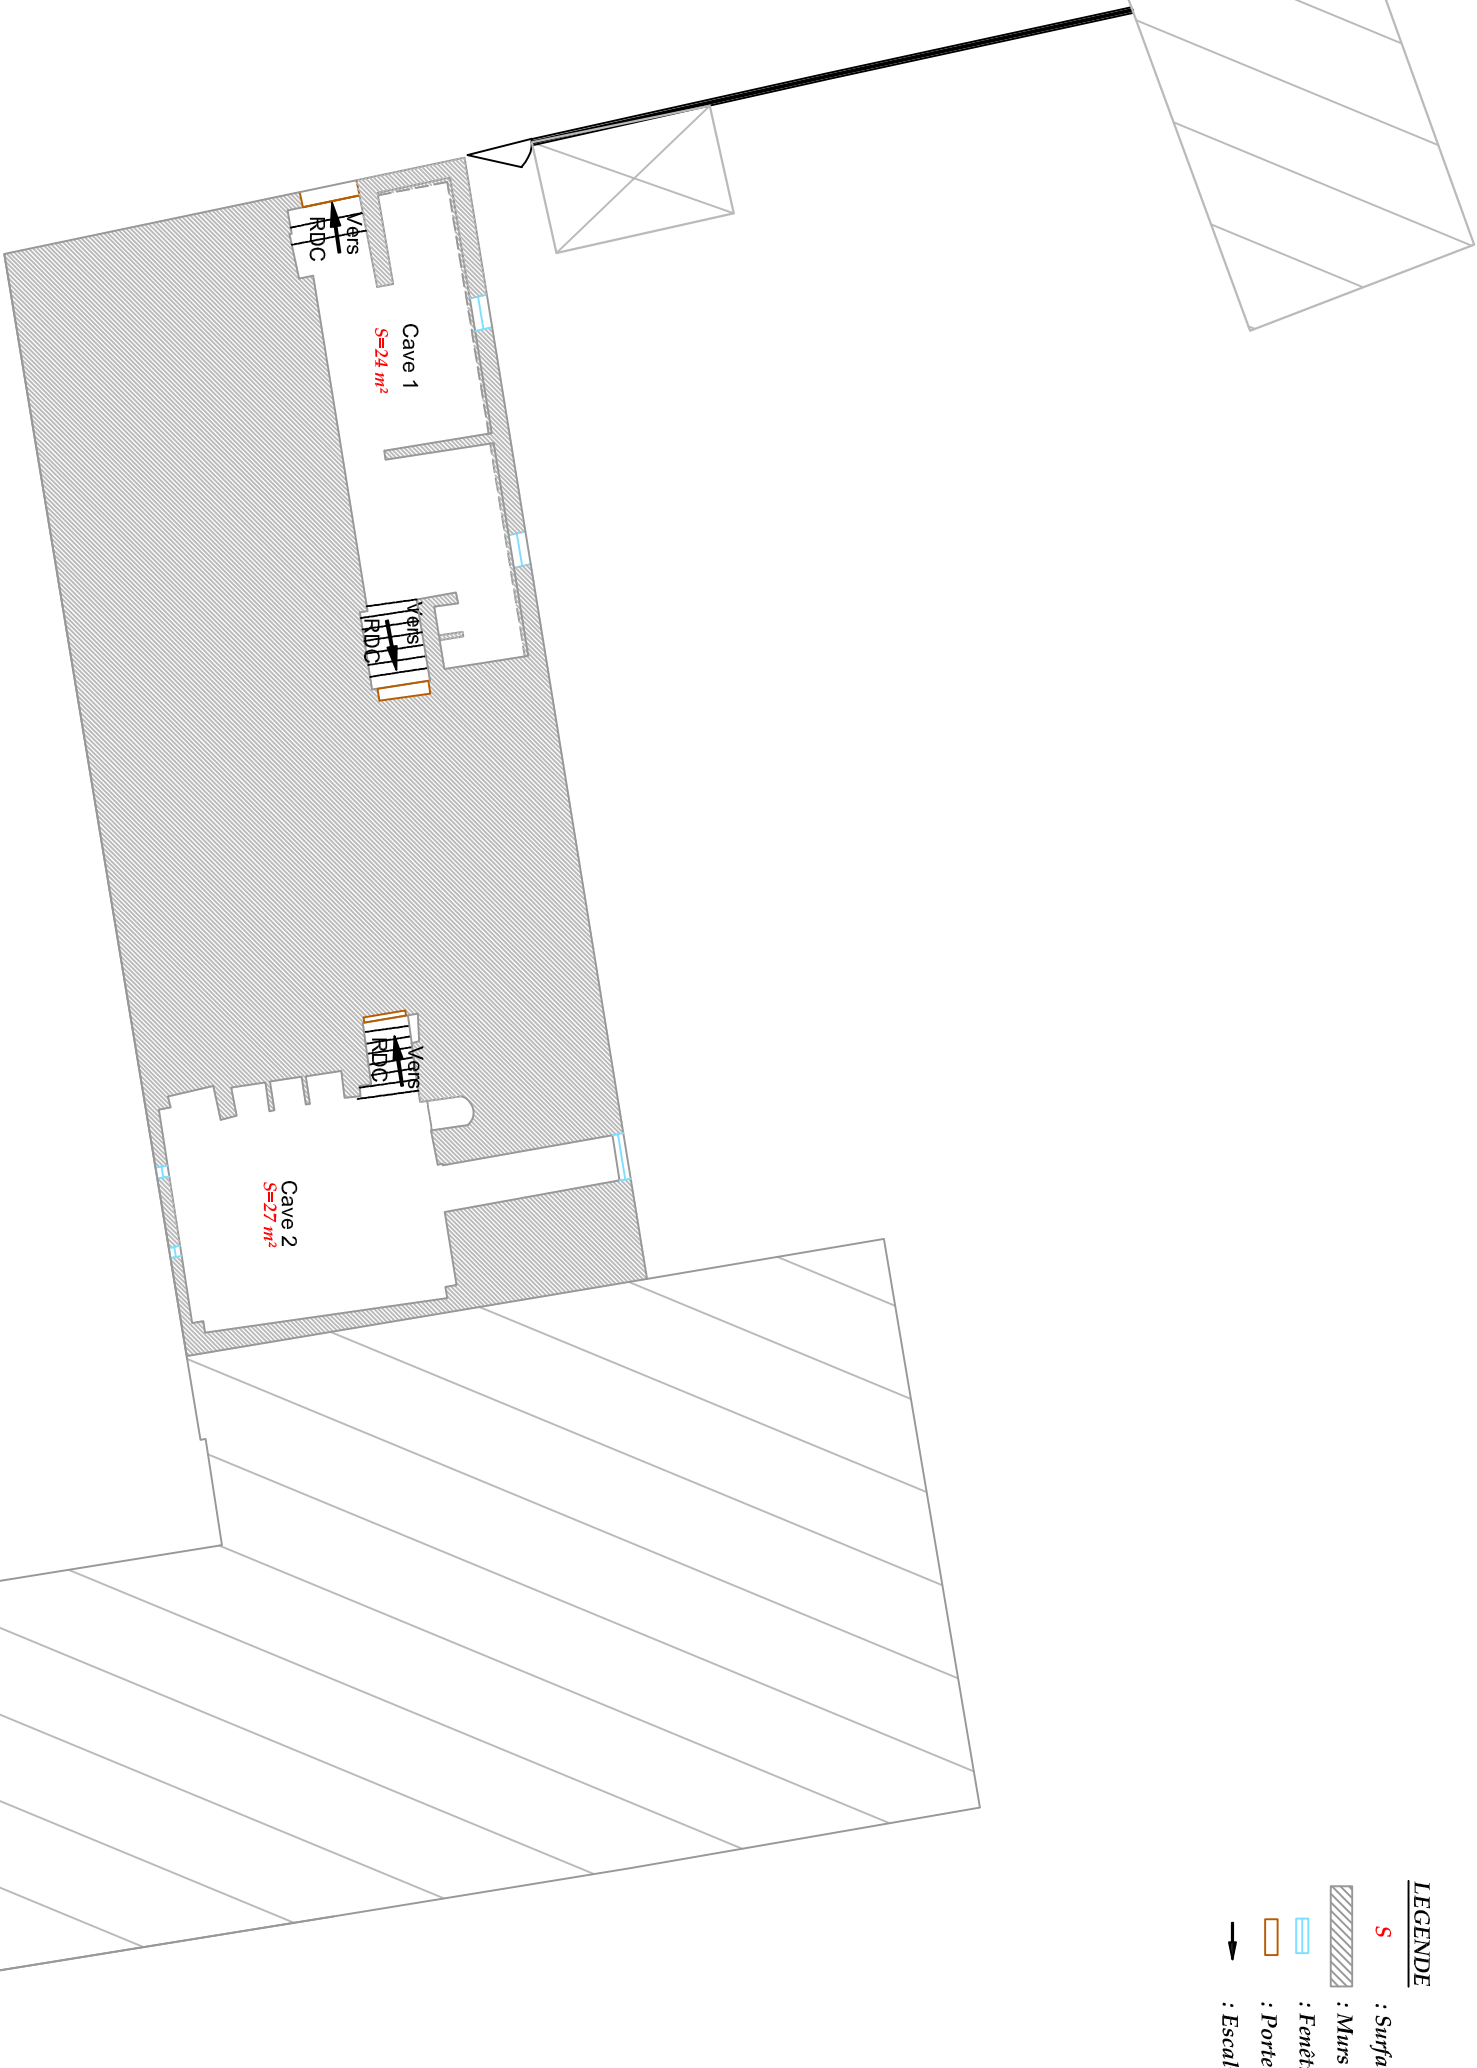 Vers
RDC
Cave 1
S=24 m²
Vers
RDC
Vers
RDC
Cave 2
S=27 m²
LEGENDE
S : Surfa
: Murs
: Fenêt
: Porte
: Escal